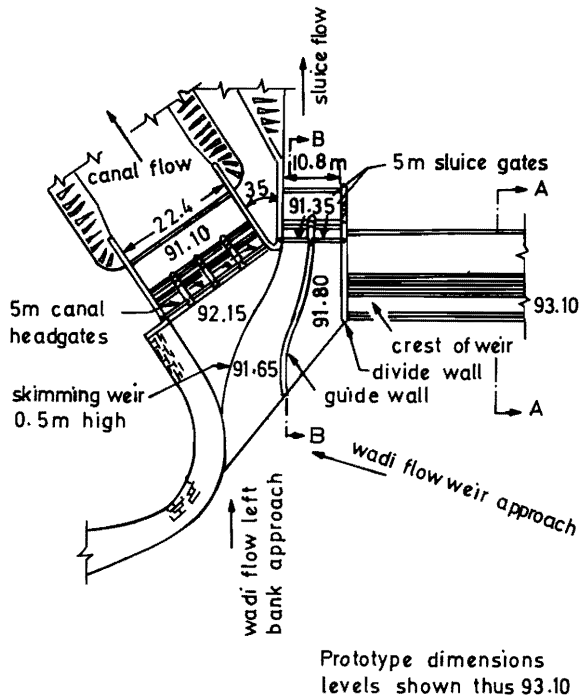 sluice flow
B
10.8 m
5m sluice gates
canal flow
35
A
22.4
91.35
91.10
91.80
93.10
5m canal
headgates
92.15
crest of weir
divide wall
guide wall
skimming weir
0.5m high
91.65
B
A
wadi flow weir approach
wadi flow left
bank approach
Prototype dimensions
levels shown thus 93.10